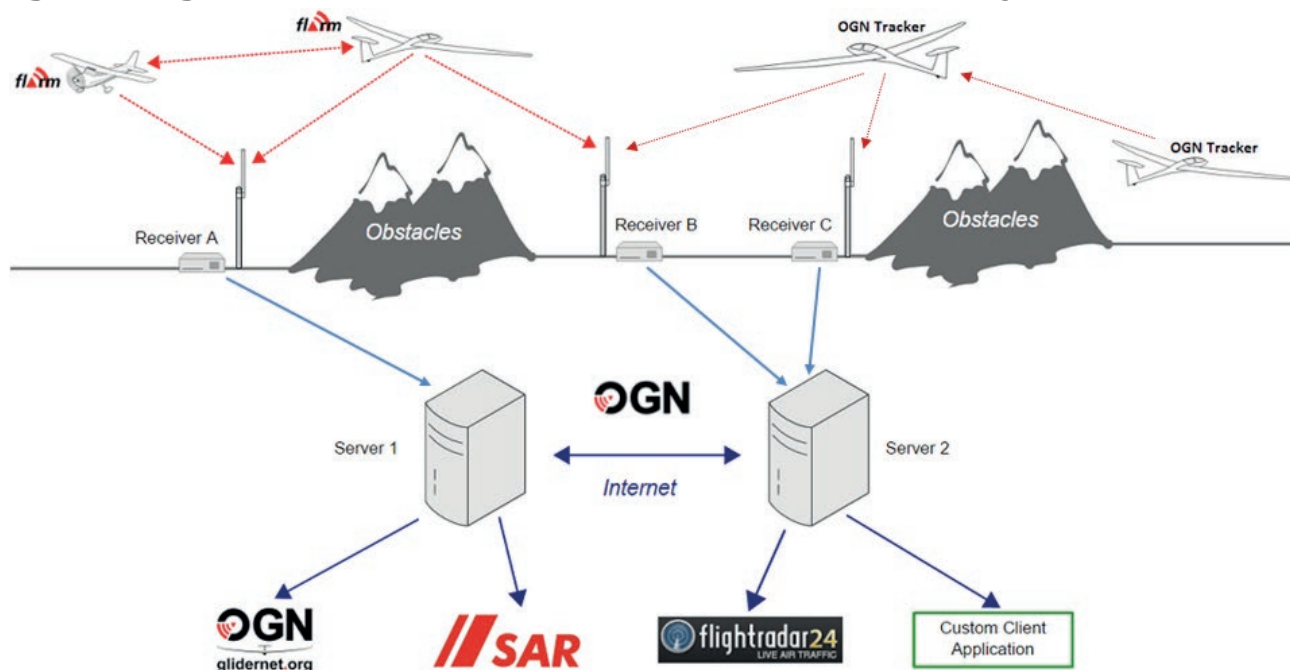 flarm
flarm
OGN Tracker
OGN Tracker
Receiver A
Obstacles
Receiver B
Receiver C
Obstacles
OGN
Server 1
Server 2
Internet
OGN
glidernet.org
SAR
flightradar24
LIVE AIR TRAFFIC
Custom Client
Application